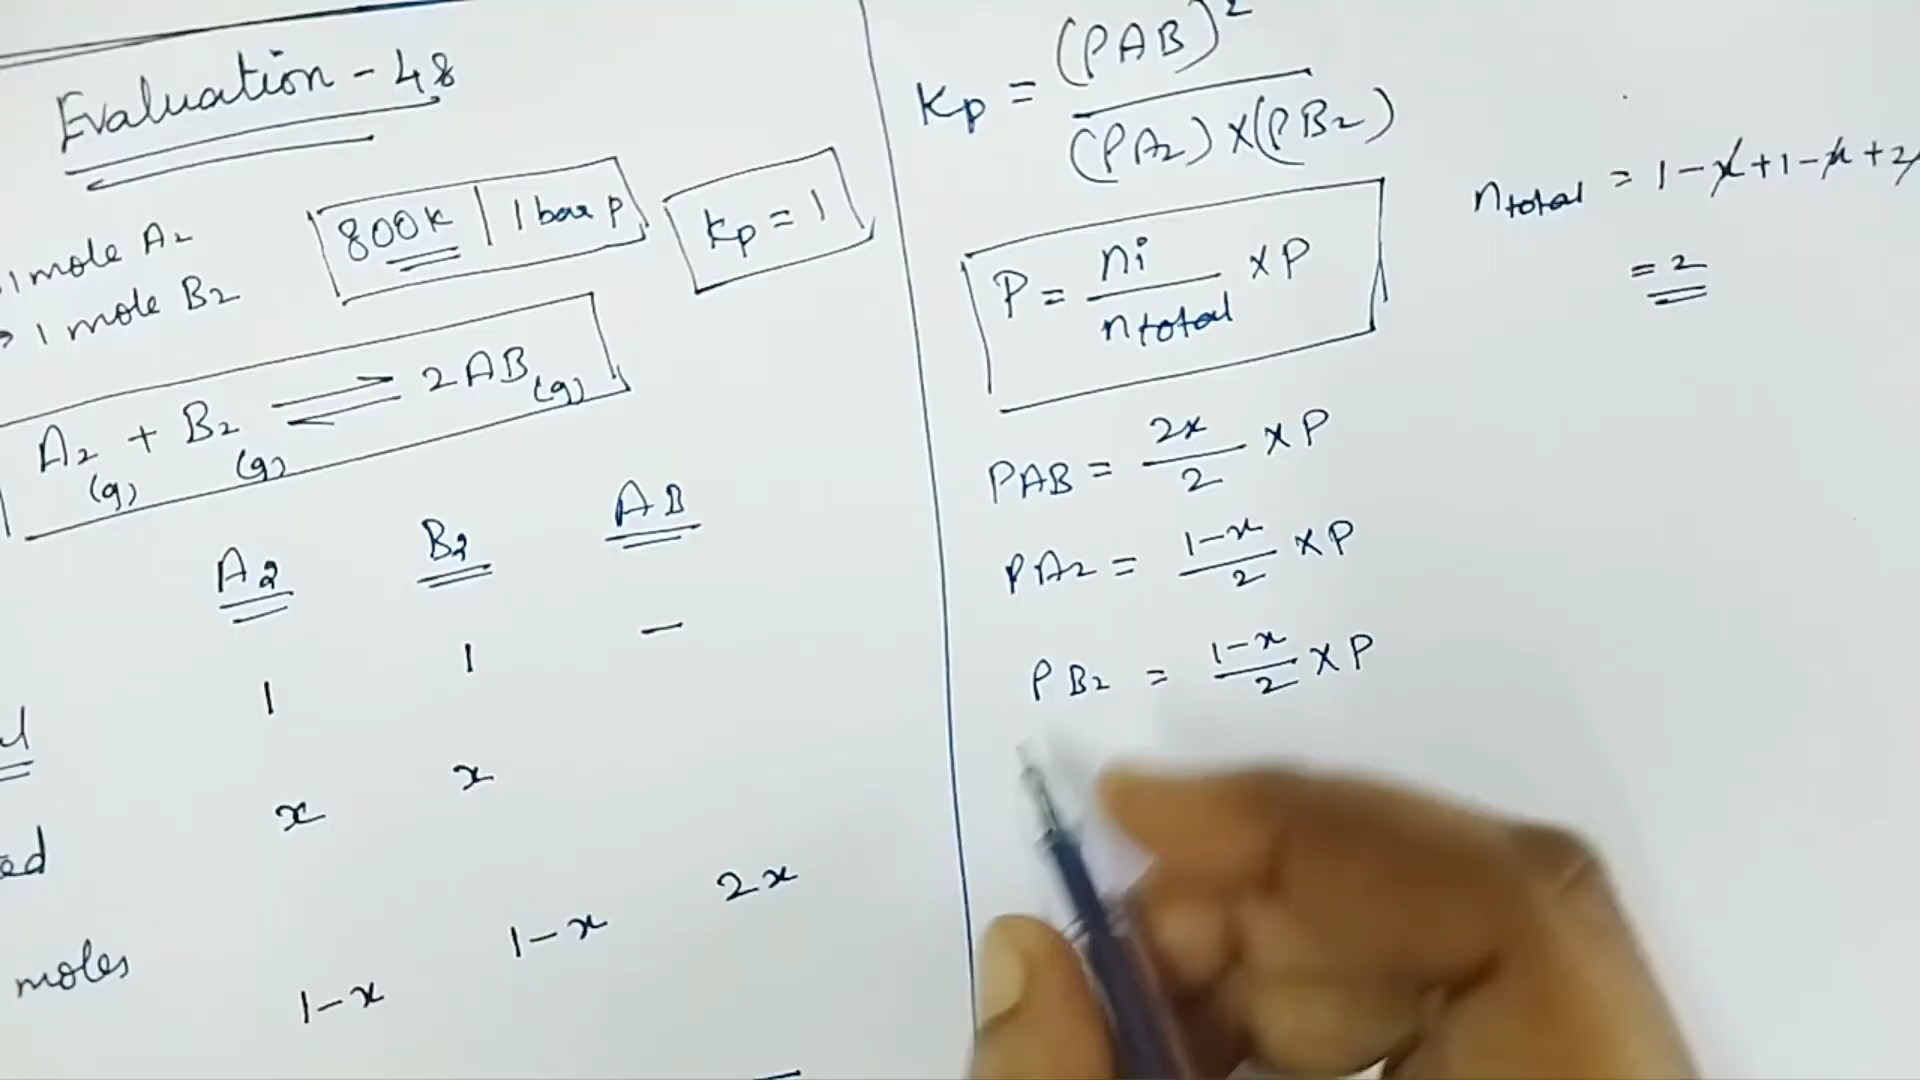 Evaluation - 48
1 mole A2
1 mole B2
800K | 1 bar P
Kp = 1
A2 (g) + B2 (g) ⇌ 2AB (g)
A2 B2 AB
1 1 –
x x
moles 1-x 1-x 2x
Kp = (PAB)² / (PA2) × (PB2)
P = ni / ntotal × P
ntotal = 1-x+1-x+2
= 2
PAB = 2x / 2 × P
PA2 = 1-x / 2 × P
PB2 = 1-x / 2 × P